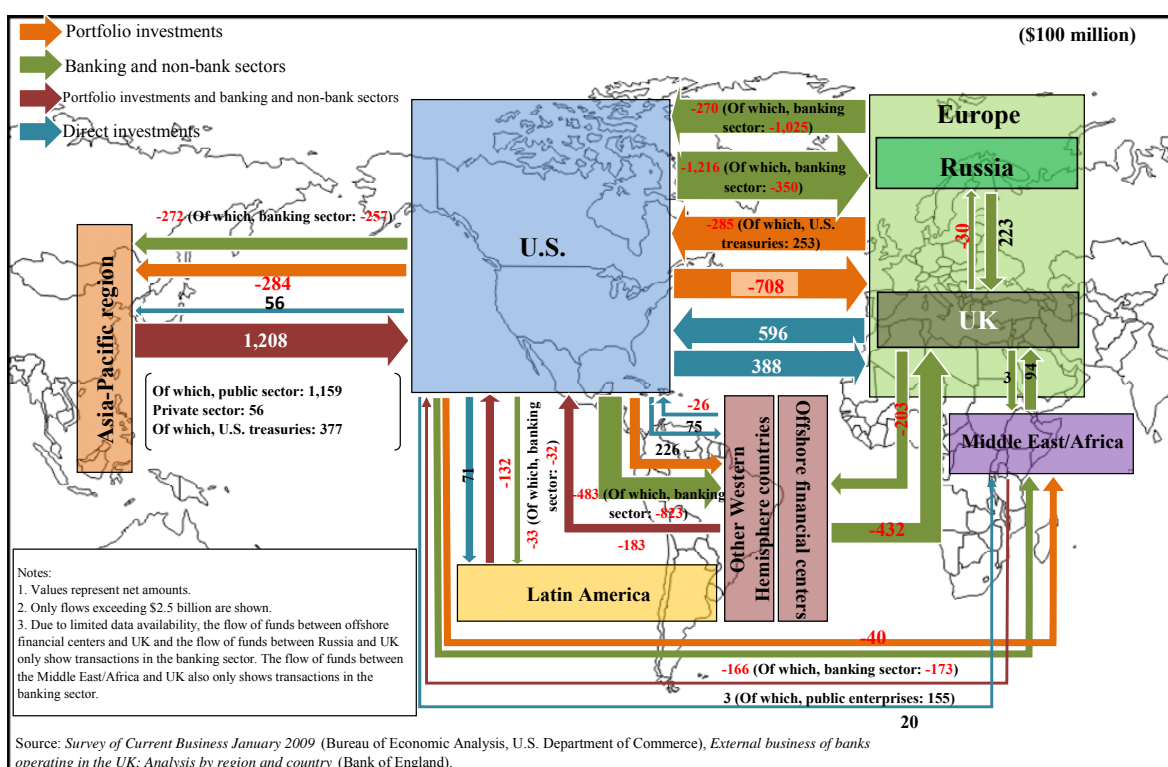 Portfolio investments
Banking and non-bank sectors
Portfolio investments and banking and non-bank sectors
Direct investments
($100 million)
Europe
Russia
UK
U.S.
Asia-Pacific region
-270 (Of which, banking
sector: -1,025)
-1,216 (Of which, banking
sector: -350)
-285 (Of which, U.S.
treasuries: 253)
-708
596
388
-30
223
-272 (Of which, banking sector: -257)
-284
56
1,208
Of which, public sector: 1,159
Private sector: 56
Of which, U.S. treasuries: 377
-203
3
94
Middle East/Africa
-432
-26
75
226
71
-132
-33 (Of which, banking
sector: -32)
-483 (Of which, banking
sector: -823)
-183
Other Western
Hemisphere countries
Offshore financial centers
Latin America
-40
-166 (Of which, banking sector: -173)
3 (Of which, public enterprises: 155)
20
Notes:
1. Values represent net amounts.
2. Only flows exceeding $2.5 billion are shown.
3. Due to limited data availability, the flow of funds between offshore
financial centers and UK and the flow of funds between Russia and UK
only show transactions in the banking sector. The flow of funds between
the Middle East/Africa and UK also only shows transactions in the
banking sector.
Source: Survey of Current Business January 2009 (Bureau of Economic Analysis, U.S. Department of Commerce), External business of banks
operating in the UK: Analysis by region and country (Bank of England).